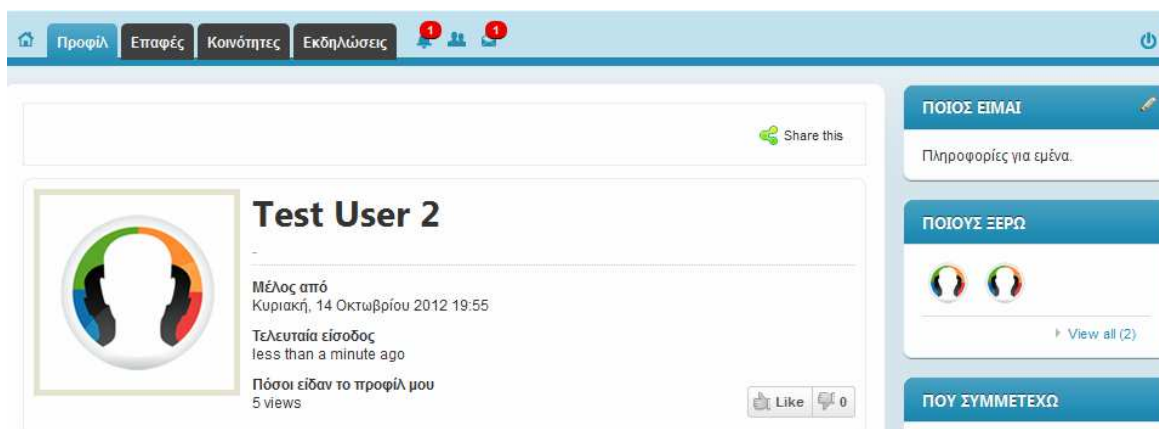 Προφίλ Επαφές Κοινότητες Εκδηλώσεις 1 1
Share this
Test User 2
-
Μέλος από
Κυριακή, 14 Οκτωβρίου 2012 19:55
Τελευταία είσοδος
less than a minute ago
Πόσοι είδαν το προφίλ μου
5 views
Like 0
ΠΟΙΟΣ ΕΙΜΑΙ
Πληροφορίες για εμένα.
ΠΟΙΟΥΣ ΞΕΡΩ
View all (2)
ΠΟΥ ΣΥΜΜΕΤΕΧΩ